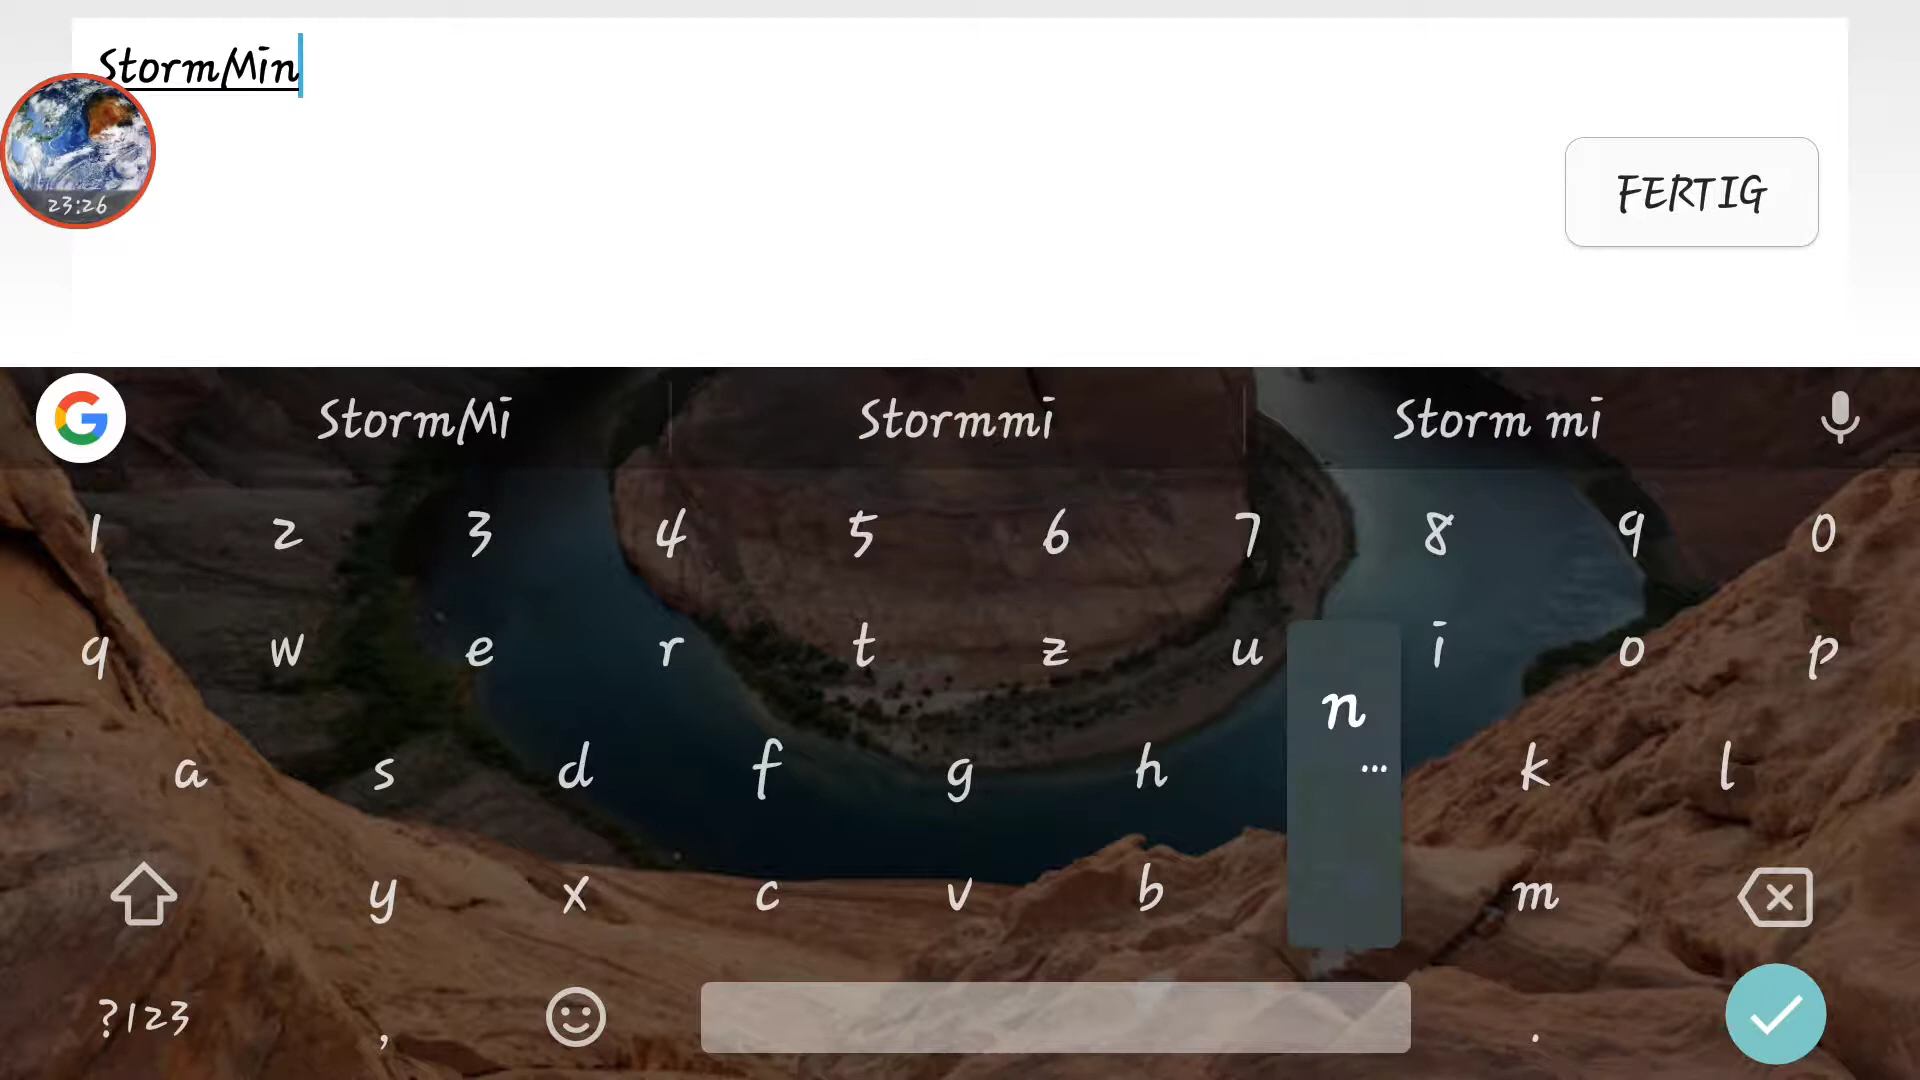 StormMin
23:26
FERTIG
G
StormMi Stormmi Storm mi
1 2 3 4 5 6 7 8 9 0
q w e r t z u i o p
n
...
a s d f g h k l
y x c v b m
?123 , .